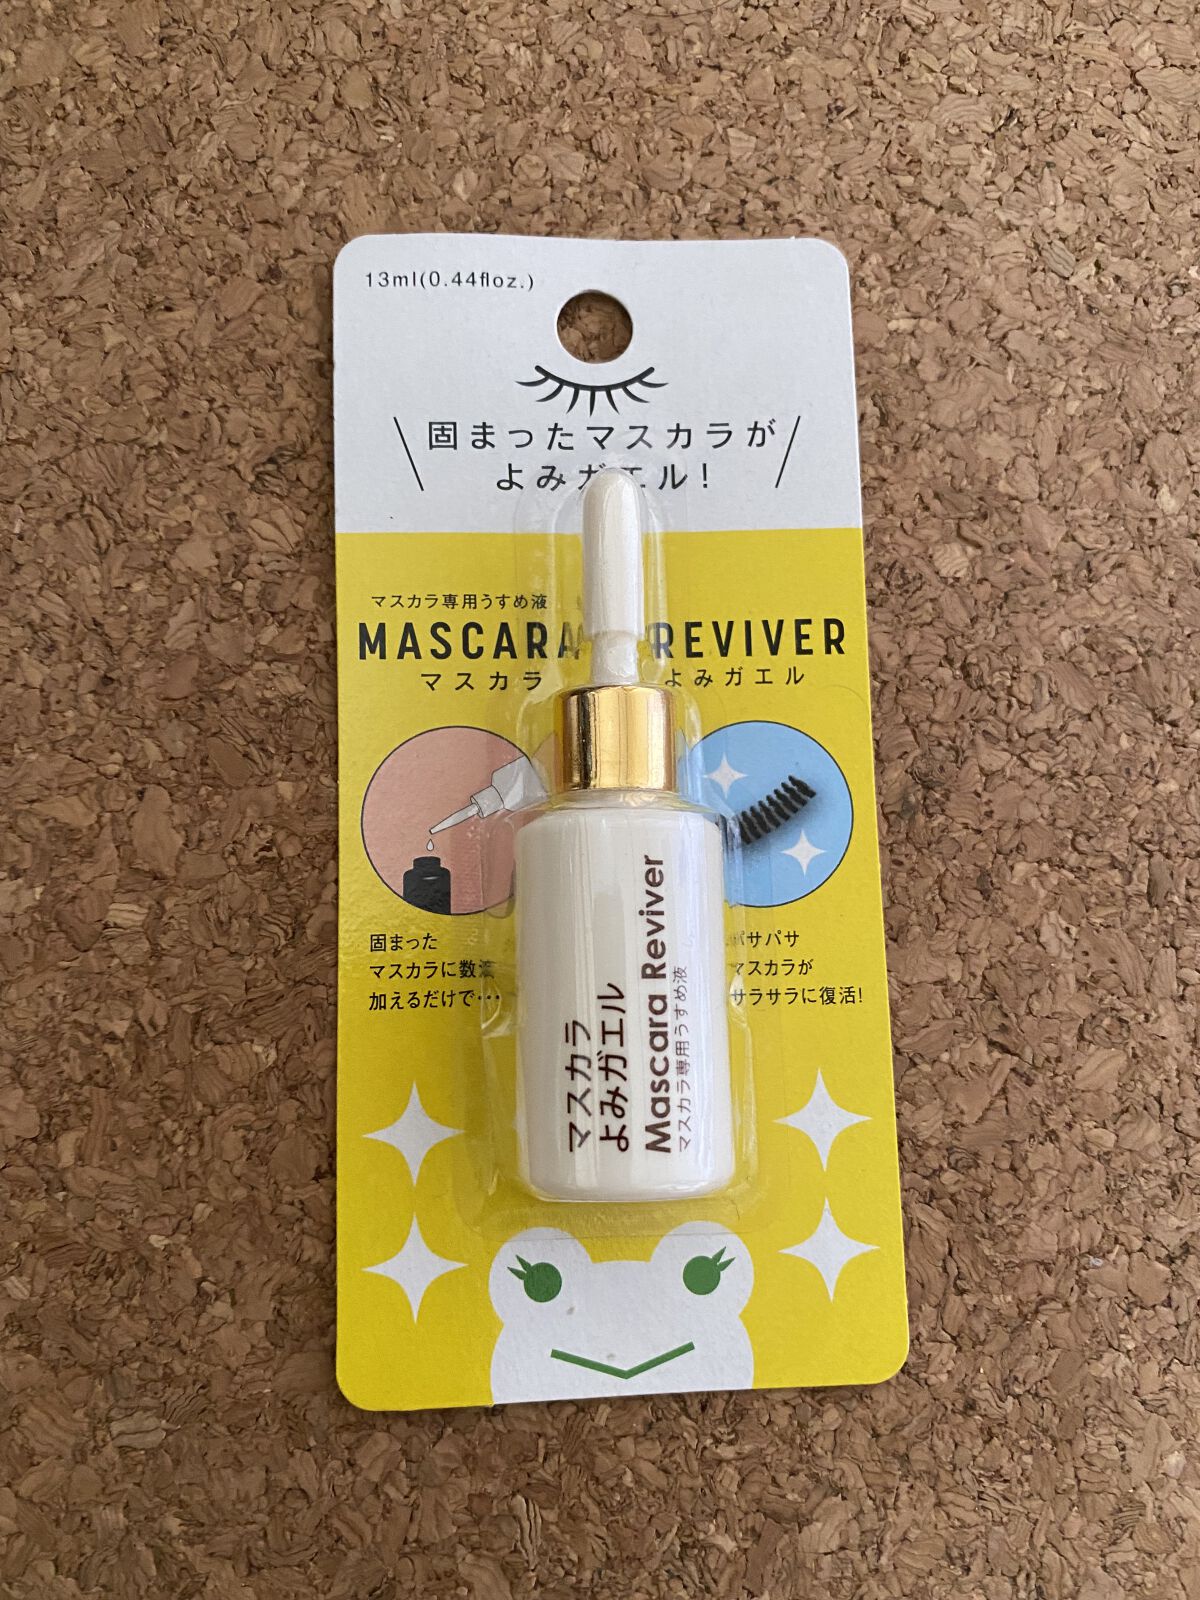 13ml(0.44floz.)
固まったマスカラが
よみガエル!
マスカラ専用うすめ液
MASCARA REVIVER
マスカラ よみガエル
固まった
マスカラに数滴
加えるだけで…
パサパサ
マスカラが
サラサラに復活!
マスカラ
よみガエル
Mascara Reviver
マスカラ専用うすめ液